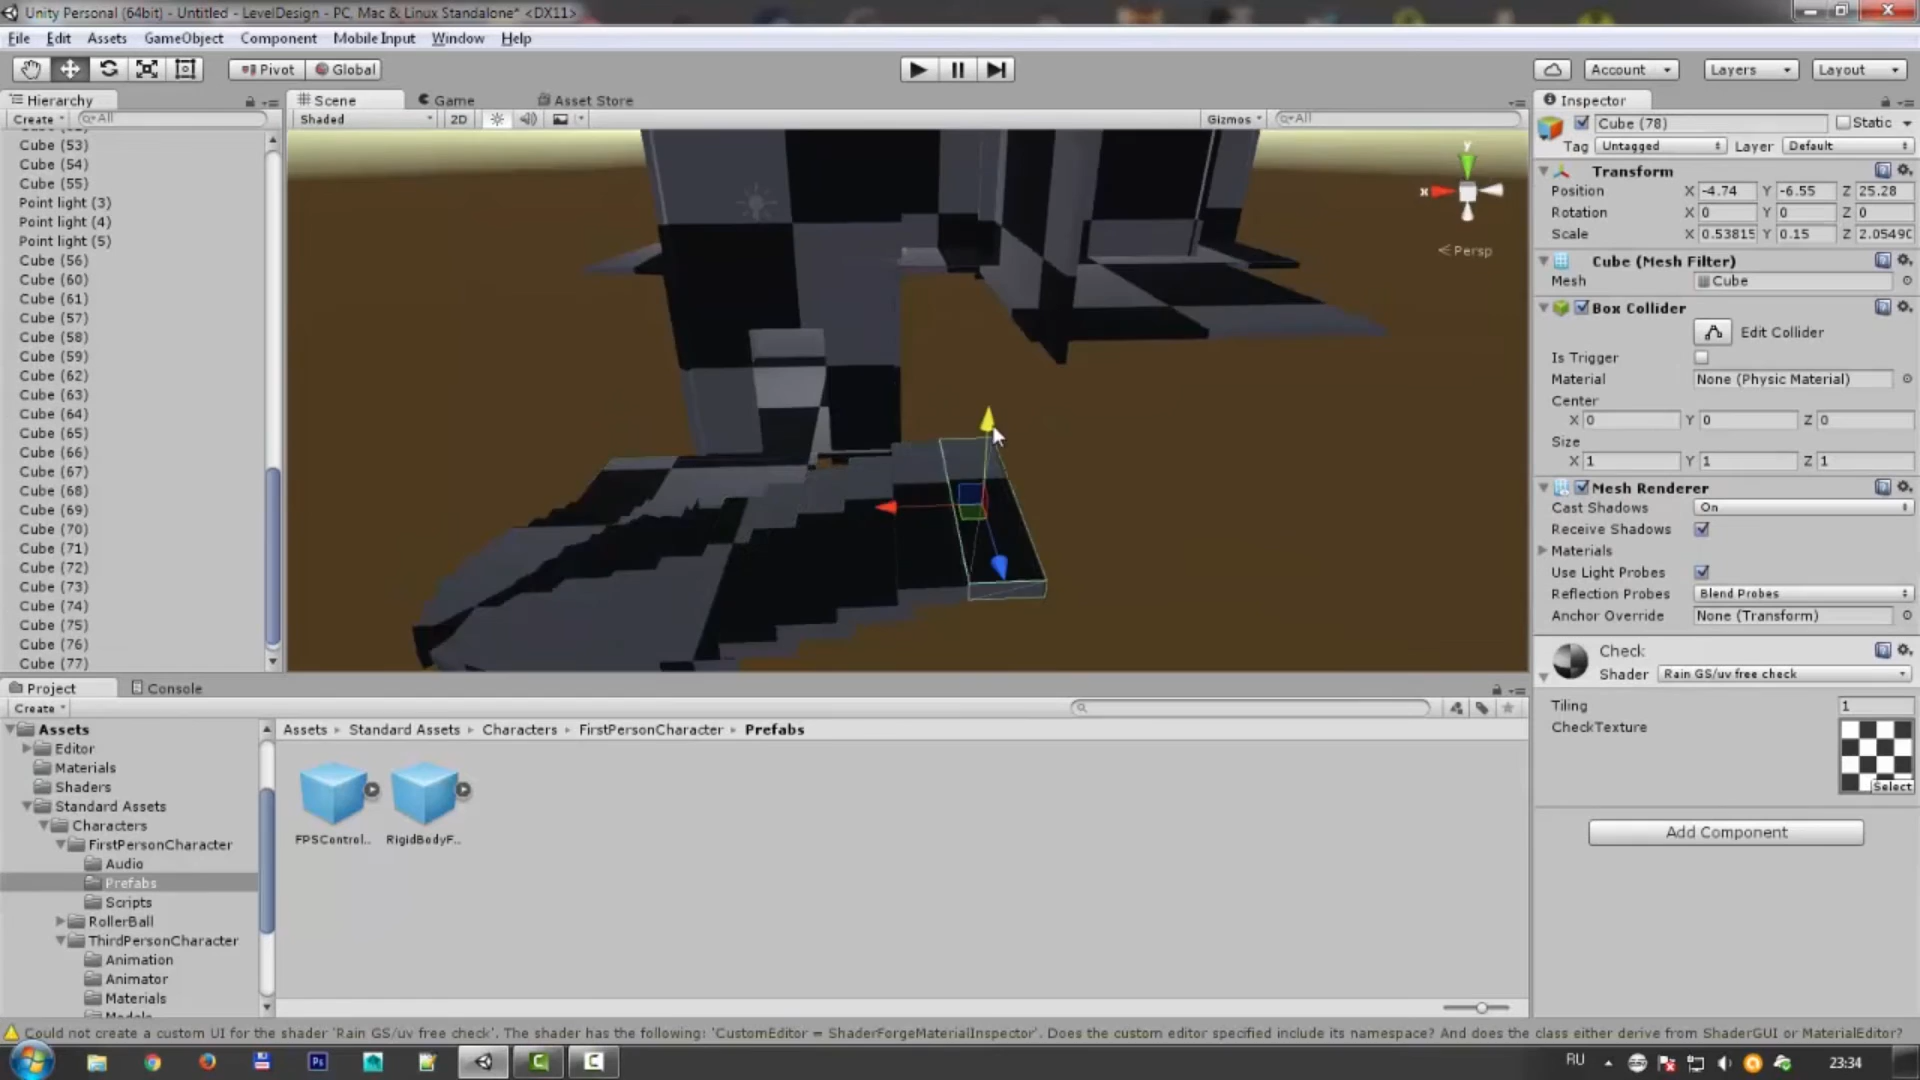 Unity Personal (64bit) - Untitled - LevelDesign - PC, Mac & Linux Standalone* <DX11>
File Edit Assets GameObject Component Mobile Input Window Help
Pivot Global Account Layers Layout
Hierarchy Scene Game Asset Store Inspector
Create All Shaded 2D Gizmos All
Cube (78) Static
Tag Untagged Layer Default
Cube (53)
Cube (54)
Cube (55)
Point light (3)
Point light (4)
Point light (5)
Cube (56)
Cube (60)
Cube (61)
Cube (57)
Cube (58)
Cube (59)
Cube (62)
Cube (63)
Cube (64)
Cube (65)
Cube (66)
Cube (67)
Cube (68)
Cube (69)
Cube (70)
Cube (71)
Cube (72)
Cube (73)
Cube (74)
Cube (75)
Cube (76)
Cube (77)
y
x
Persp
Transform
Position X -4.74 Y -6.55 Z 25.28
Rotation X 0 Y 0 Z 0
Scale X 0.53815 Y 0.15 Z 2.0549
Cube (Mesh Filter)
Mesh Cube
Box Collider
Edit Collider
Is Trigger
Material None (Physic Material)
Center
X 0 Y 0 Z 0
Size
X 1 Y 1 Z 1
Mesh Renderer
Cast Shadows On
Receive Shadows
Materials
Use Light Probes
Reflection Probes Blend Probes
Anchor Override None (Transform)
Check
Shader Rain GS/uv free check
Tiling 1
CheckTexture
Select
Add Component
Project Console
Create
Assets
Editor
Materials
Shaders
Standard Assets
Characters
FirstPersonCharacter
Audio
Prefabs
Scripts
RollerBall
ThirdPersonCharacter
Animation
Animator
Materials
Assets Standard Assets Characters FirstPersonCharacter Prefabs
FPSControl.. RigidBodyF..
Could not create a custom UI for the shader 'Rain GS/uv free check'. The shader has the following: 'CustomEditor = ShaderForgeMaterialInspector'. Does the custom editor specified include its namespace? And does the class either derive from ShaderGUI or MaterialEditor?
Ps RU 23:34